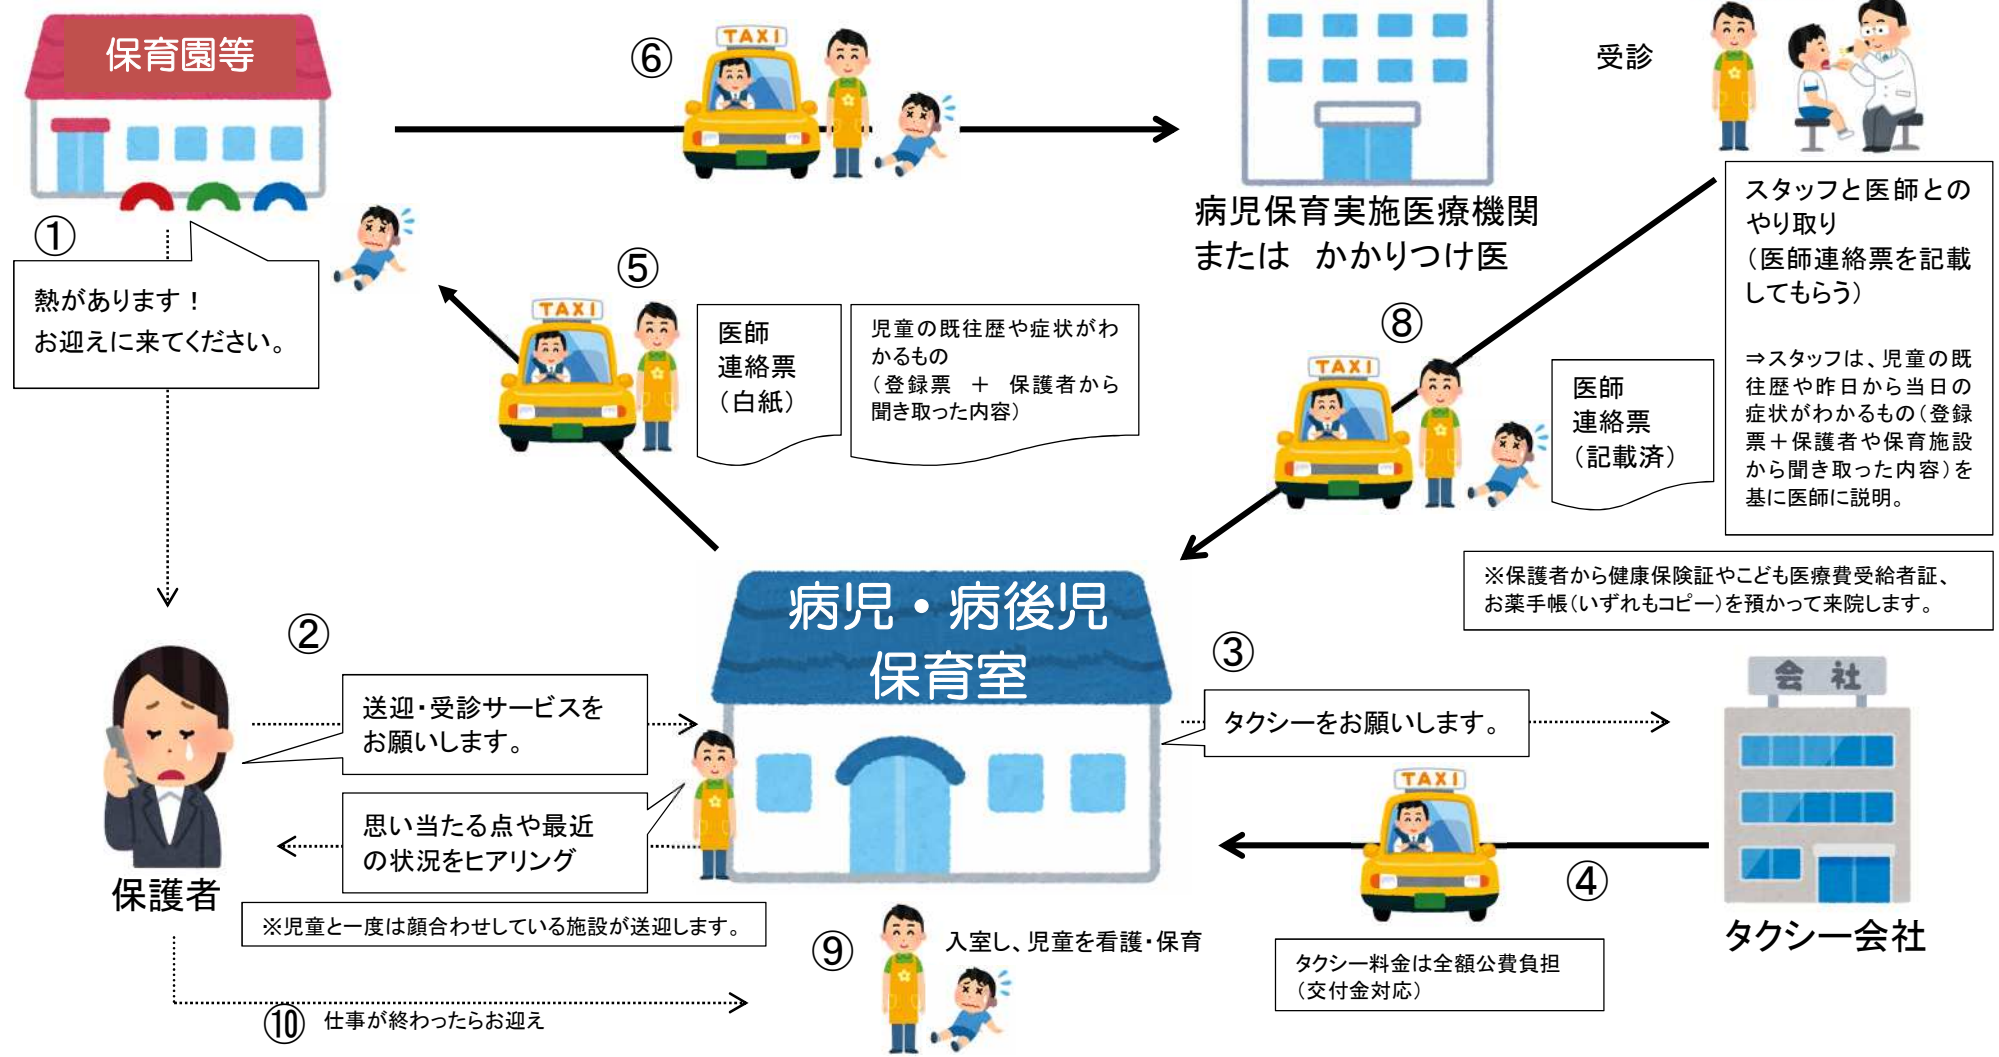 保育園等
①
熱があります！
お迎えに来てください。
⑥
TAXI
病児保育実施医療機関
または　かかりつけ医
受診
スタッフと医師との
やり取り
（医師連絡票を記載
してもらう）
⇒スタッフは、児童の既
往歴や昨日から当日の
症状がわかるもの（登録
票＋保護者や保育施設
から聞き取った内容）を
基に医師に説明。
⑤
TAXI
医師
連絡票
（白紙）
児童の既往歴や症状がわ
かるもの
（登録票　＋　保護者から
聞き取った内容）
⑧
TAXI
医師
連絡票
（記載済）
※保護者から健康保険証やこども医療費受給者証、
お薬手帳（いずれもコピー）を預かって来院します。
②
送迎・受診サービスを
お願いします。
思い当たる点や最近
の状況をヒアリング
保護者
※児童と一度は顔合わせしている施設が送迎します。
病児・病後児
保育室
③
タクシーをお願いします。
会社
TAXI
④
タクシー会社
タクシー料金は全額公費負担
（交付金対応）
⑨
入室し、児童を看護・保育
⑩
仕事が終わったらお迎え